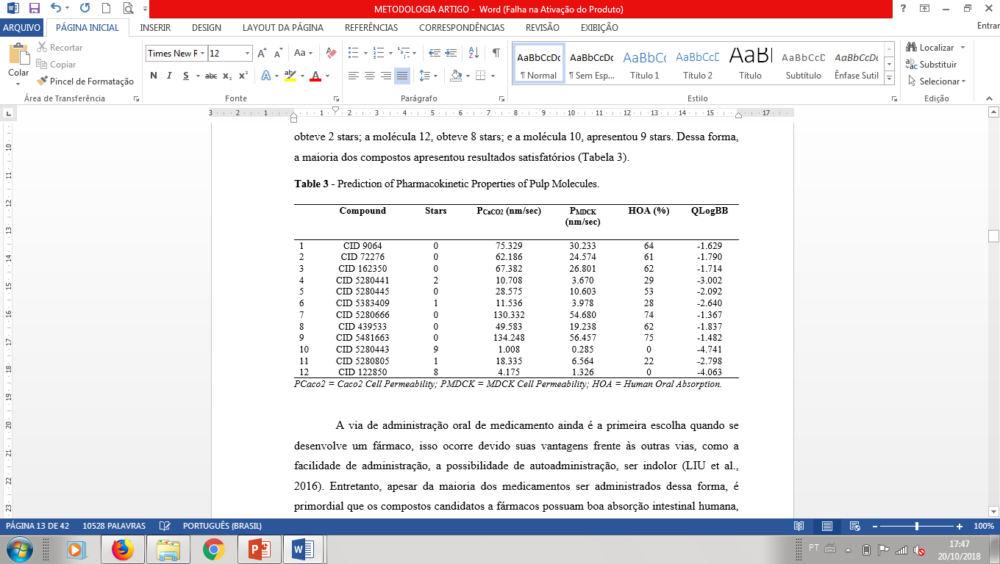 METODOLOGIA ARTIGO - Word (Falha na Ativação do Produto)
ARQUIVO PÁGINA INICIAL INSERIR DESIGN LAYOUT DA PÁGINA REFERÊNCIAS CORRESPONDÊNCIAS REVISÃO EXIBIÇÃO Entrar
Colar
Recortar
Copiar
Pincel de Formatação
Área de Transferência
Times New R 12
N I S abc x₂ x²
Fonte
Parágrafo
AaBbCcDc AaBbCcDc AaBbCc AaBbCcD AaBl AaBbCcD AaBbCcDc
¶ Normal ¶ Sem Esp... Título 1 Título 2 Título Subtítulo Ênfase Sutil
Estilo
Localizar
Substituir
Selecionar
Edição
3 2 1 1 2 3 4 5 6 7 8 9 10 11 12 13 14 15 17
10
11
12
13
14
15
16
17
18
19
20
21
22
23
obteve 2 stars; a molécula 12, obteve 8 stars; e a molécula 10, apresentou 9 stars. Dessa forma,
a maioria dos compostos apresentou resultados satisfatórios (Tabela 3).
Table 3 - Prediction of Pharmacokinetic Properties of Pulp Molecules.
Compound Stars PCaCO2 (nm/sec) PMDCK (nm/sec) HOA (%) QLogBB
1 CID 9064 0 75.329 30.233 64 -1.629
2 CID 72276 0 62.186 24.574 61 -1.790
3 CID 162350 0 67.382 26.801 62 -1.714
4 CID 5280441 2 10.708 3.670 29 -3.002
5 CID 5280445 0 28.575 10.603 53 -2.092
6 CID 5383409 1 11.536 3.978 28 -2.640
7 CID 5280666 0 130.332 54.680 74 -1.367
8 CID 439533 0 49.583 19.238 62 -1.837
9 CID 5481663 0 134.248 56.457 75 -1.482
10 CID 5280443 9 1.008 0.285 0 -4.741
11 CID 5280805 1 18.335 6.564 22 -2.798
12 CID 122850 8 4.175 1.326 0 -4.063
PCaco2 = Caco2 Cell Permeability; PMDCK = MDCK Cell Permeability; HOA = Human Oral Absorption.
A via de administração oral de medicamento ainda é a primeira escolha quando se
desenvolve um fármaco, isso ocorre devido suas vantagens frente às outras vias, como a
facilidade de administração, a possibilidade de autoadministração, ser indolor (LIU et al.,
2016). Entretanto, apesar da maioria dos medicamentos ser administrados dessa forma, é
primordial que os compostos candidatos a fármacos possuam boa absorção intestinal humana,
PÁGINA 13 DE 42 10528 PALAVRAS PORTUGUÊS (BRASIL) 100%
PT 17:47
20/10/2018